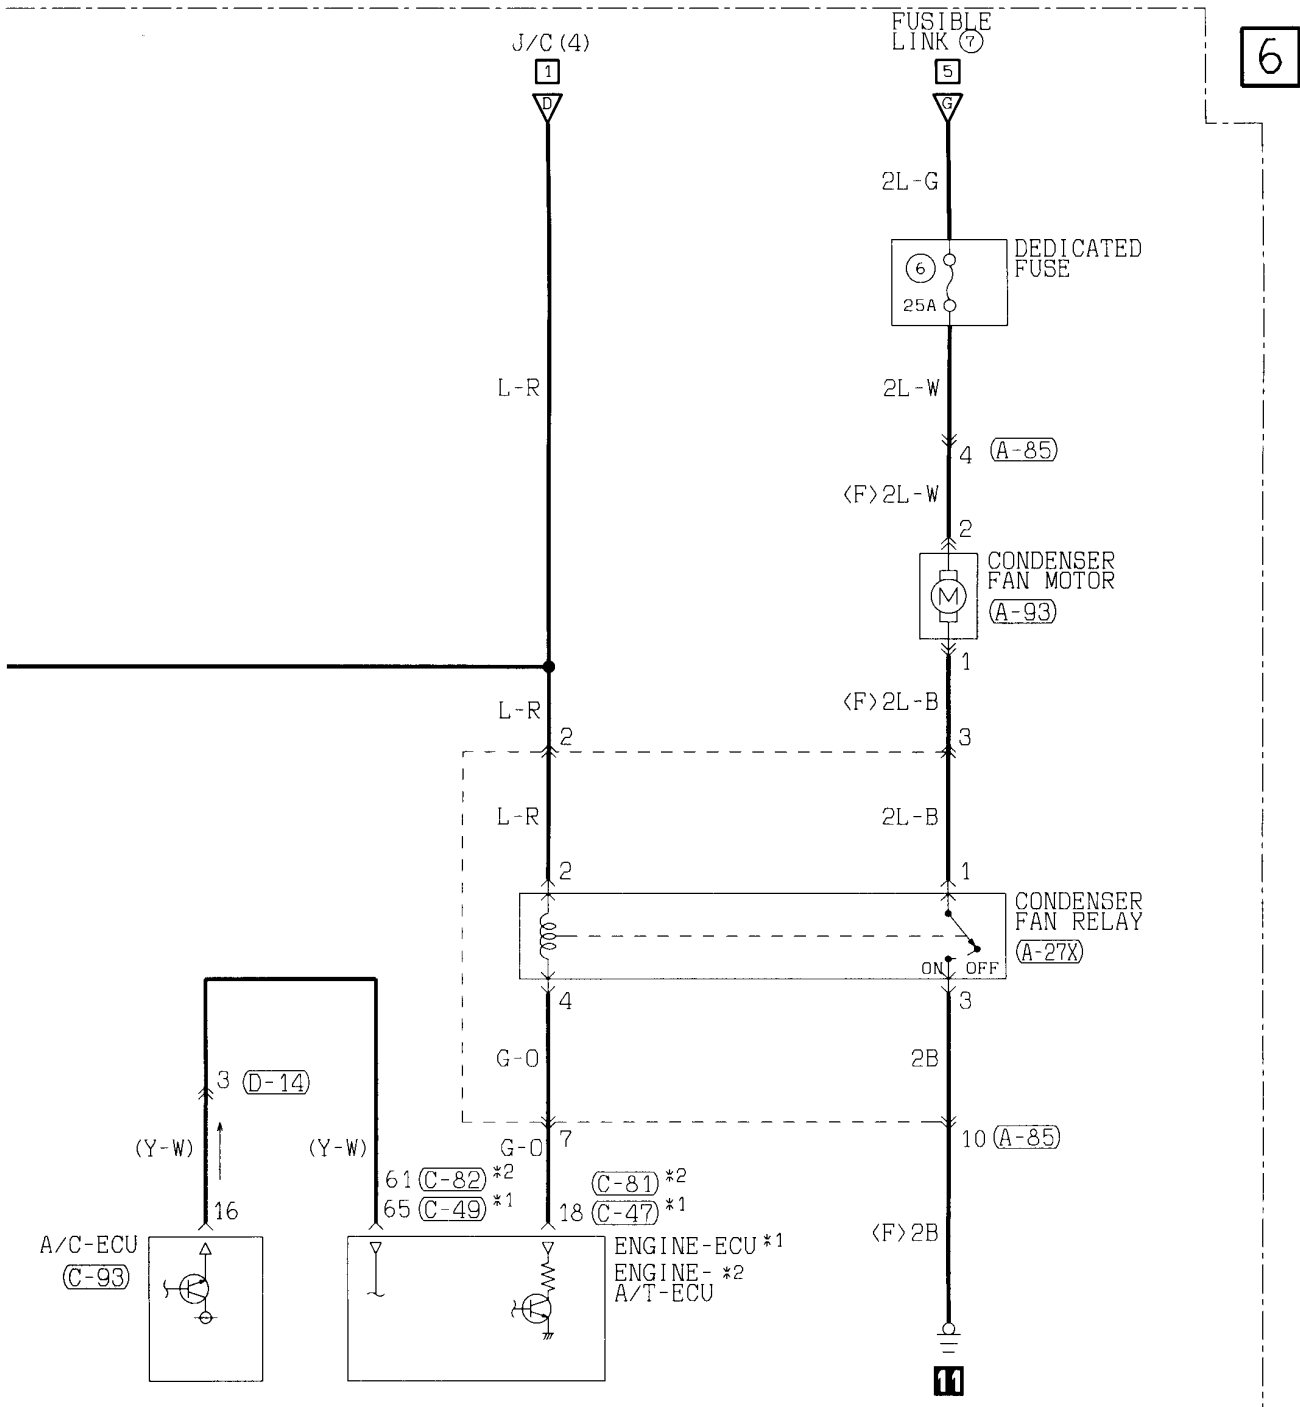 J/C(4)
1
D
FUSIBLE
LINK 7
5
G
6
2L-G
DEDICATED
FUSE
6
25A
L-R
2L-W
4 A-85
<F>2L-W
2
CONDENSER
FAN MOTOR
M
A-93
1
L-R
<F>2L-B
2
3
L-R
2L-B
2
1
CONDENSER
FAN RELAY
A-27X
ON OFF
4
3
G-O
2B
3 D-14
7
10 A-85
(Y-W)
(Y-W)
G-O
61 C-82 *2
65 C-49 *1
C-81 *2
18 C-47 *1
16
<F>2B
A/C-ECU
C-93
ENGINE-ECU *1
ENGINE- *2
A/T-ECU
11